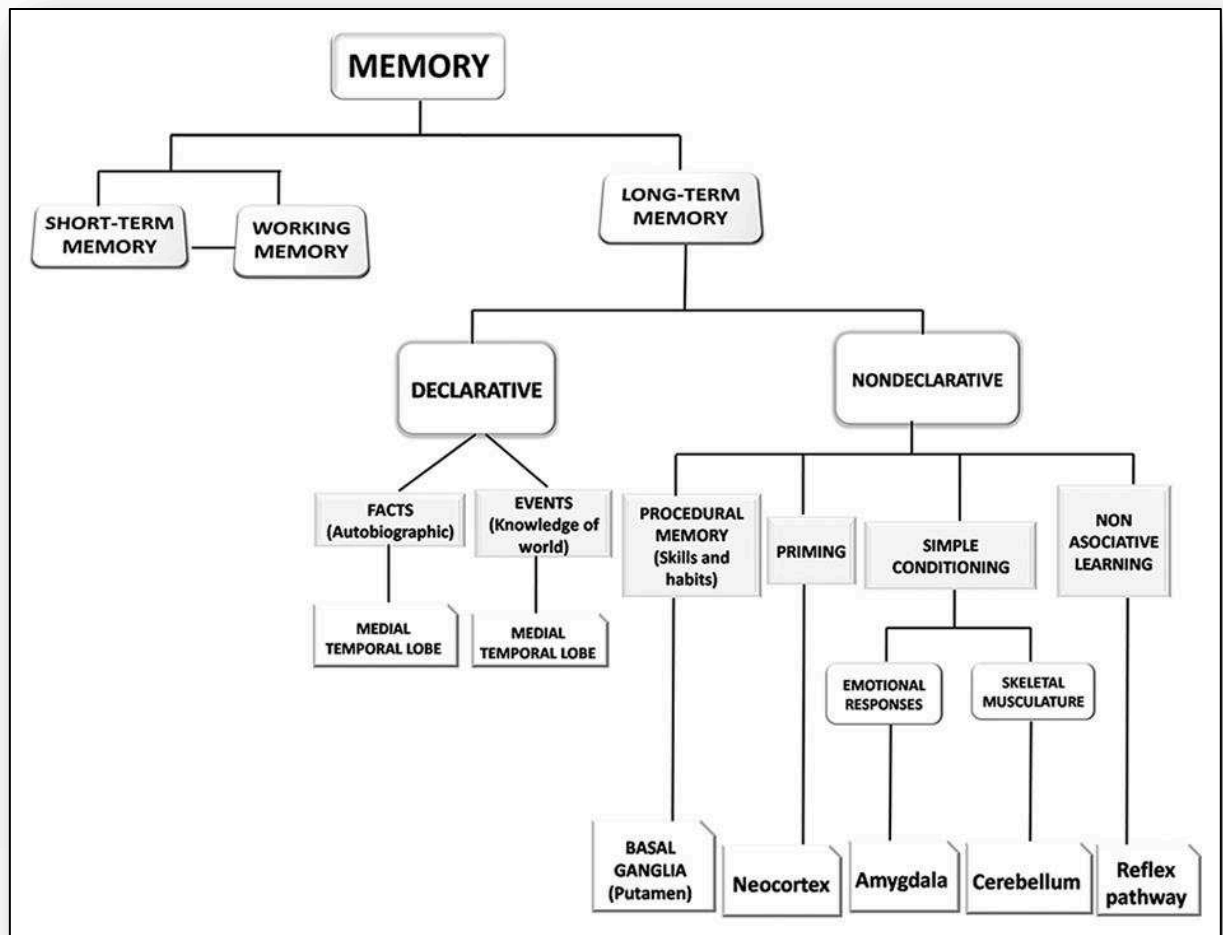 MEMORY
SHORT-TERM
MEMORY
WORKING
MEMORY
LONG-TERM
MEMORY
DECLARATIVE
NONDECLARATIVE
FACTS
(Autobiographic)
EVENTS
(Knowledge of
world)
PROCEDURAL
MEMORY
(Skills and
habits)
PRIMING
SIMPLE
CONDITIONING
NON
ASOCIATIVE
LEARNING
MEDIAL
TEMPORAL LOBE
MEDIAL
TEMPORAL LOBE
EMOTIONAL
RESPONSES
SKELETAL
MUSCULATURE
BASAL
GANGLIA
(Putamen)
Neocortex
Amygdala
Cerebellum
Reflex
pathway